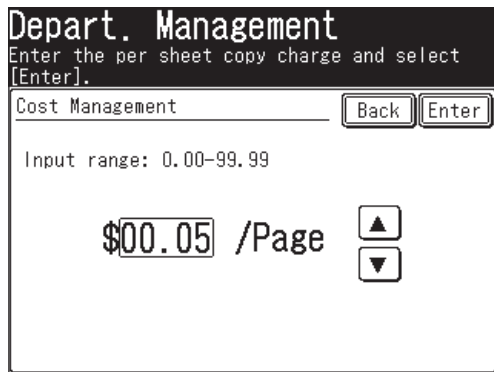 Depart. Management
Enter the per sheet copy charge and select
[Enter].
Cost Management
Back Enter
Input range: 0.00-99.99
$00.05 /Page ▲
▼